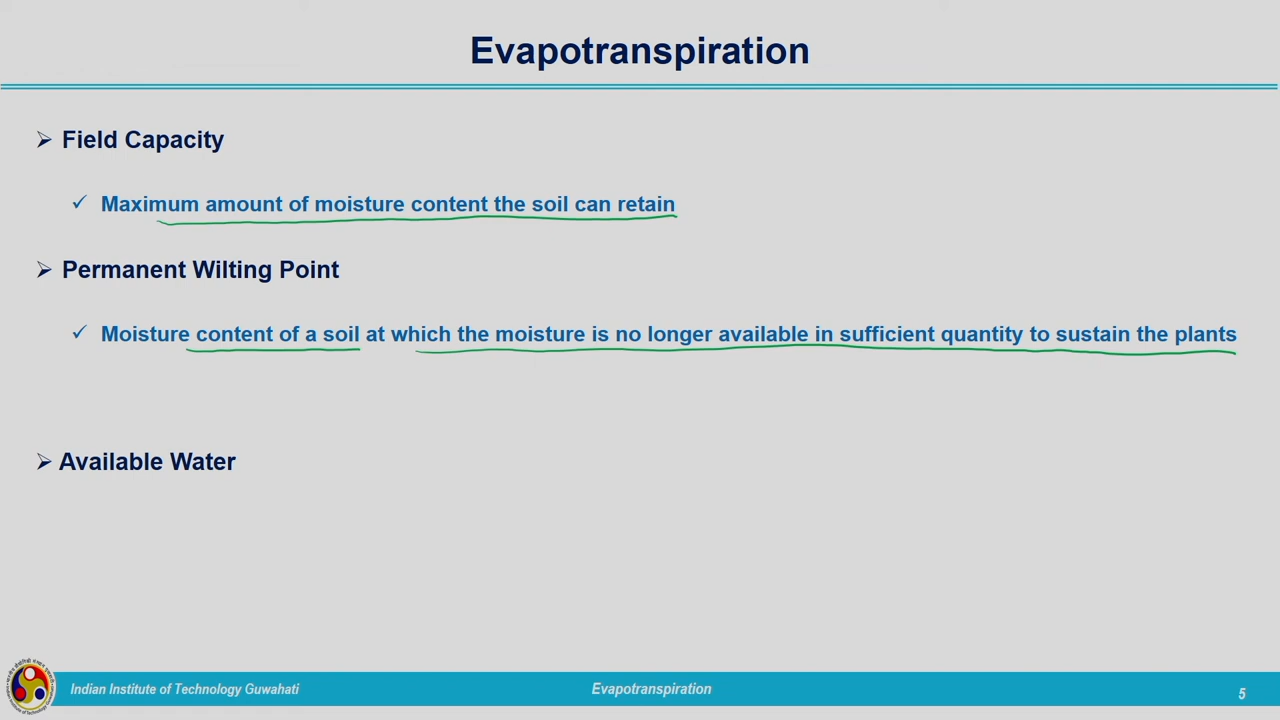 Evapotranspiration
Field Capacity
Maximum amount of moisture content the soil can retain
Permanent Wilting Point
Moisture content of a soil at which the moisture is no longer available in sufficient quantity to sustain the plants
Available Water
Indian Institute of Technology Guwahati
Evapotranspiration
5